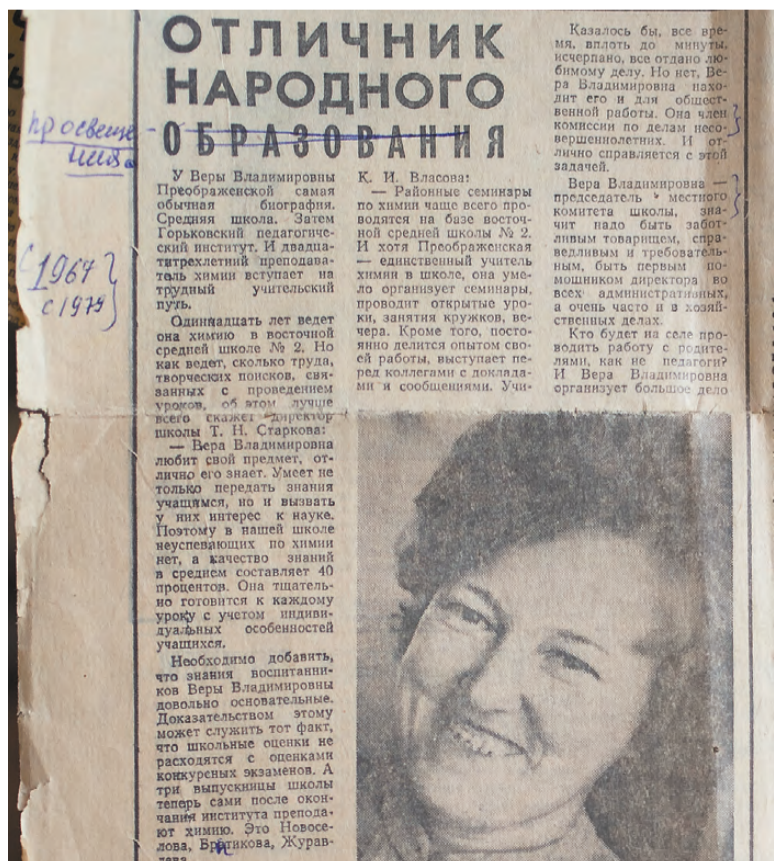 ОТЛИЧНИК
НАРОДНОГО
ОБРАЗОВАНИЯ
просвеще-
ния
1967
с 1975
У Веры Владимировны
Преображенской самая
обычная биография.
Средняя школа. Затем
Горьковский педагогиче-
ский институт. И двадца-
титрехлетний преподава-
тель химии вступает на
трудный учительский
путь.
Одиннадцать лет ведет
она химию в восточной
средней школе № 2. Но
как ведет, сколько труда,
творческих поисков, свя-
занных с проведением
уроков, об этом лучше
всего скажет директор
школы Т. Н. Старкова:
— Вера Владимировна
любит свой предмет, от-
лично его знает. Умеет не
только передать знания
учащимся, но и вызвать
у них интерес к науке.
Поэтому в нашей школе
неуспевающих по химии
нет, а качество знаний
в среднем составляет 40
процентов. Она тщатель-
но готовится к каждому
уроку с учетом индиви-
дуальных особенностей
учащихся.
Необходимо добавить,
что знания воспитанни-
ков Веры Владимировны
довольно основательные.
Доказательством этому
может служить тот факт,
что школьные оценки не
расходятся с оценками
конкурсных экзаменов. А
три выпускницы школы
теперь сами после окон-
чания института препода-
ют химию. Это Новосе-
лова, Журав-
лева
К. И. Власова:
— Районные семинары
по химии чаще всего про-
водятся на базе восточ-
ной средней школы № 2.
И хотя Преображенская
— единственный учитель
химии в школе, она уме-
ло организует семинары,
проводит открытые уро-
ки, занятия кружков, ве-
чера. Кроме того, посто-
янно делится опытом сво-
ей работы, выступает пе-
ред коллегами с доклада-
ми и сообщениями. Учи-
Казалось бы, все вре-
мя, вплоть до минуты,
исчерпано, все отдано лю-
бимому делу. Но нет, Ве-
ра Владимировна нахо-
дит его и для общест-
венной работы. Она член
комиссии по делам несо-
вершеннолетних. И от-
лично справляется с этой
задачей.
Вера Владимировна —
председатель местного
комитета школы, зна-
чит надо быть забот-
ливым товарищем, спра-
ведливым и требователь-
ным, быть первым по-
мощником директора во
всех административных,
а очень часто и в хозяй-
ственных делах.
Кто будет на селе про-
водить работу с родите-
лями, как не педагоги?
И Вера Владимировна
организует большое дело